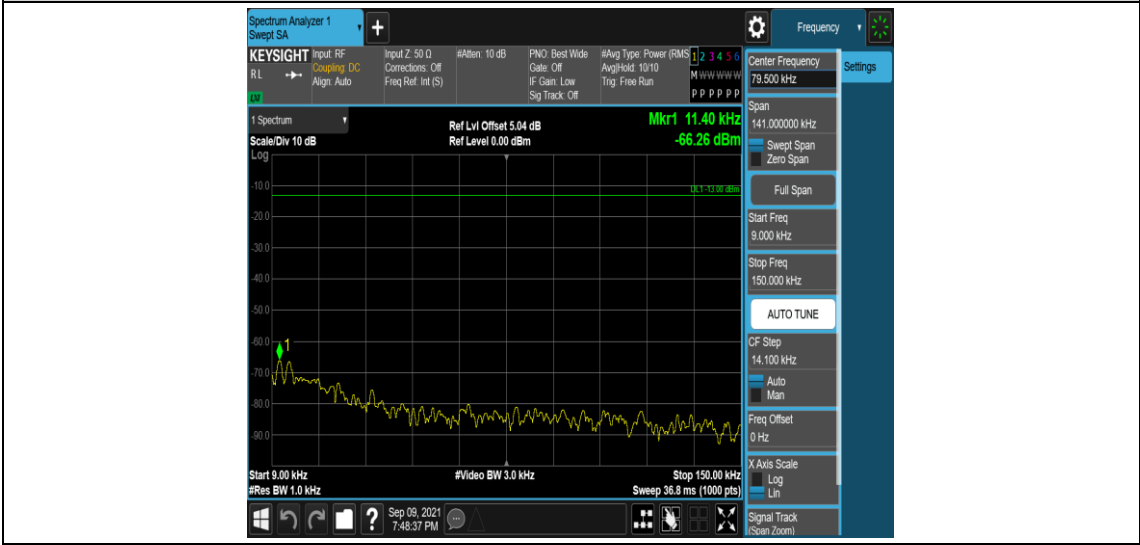 Spectrum Analyzer 1
Swept SA
+
Frequency
KEYSIGHT
RL
LXI
Input: RF
Coupling: DC
Align: Auto
Input Z: 50 Ω
Corrections: Off
Freq Ref: Int (S)
#Atten: 10 dB
PNO: Best Wide
Gate: Off
IF Gain: Low
Sig Track: Off
#Avg Type: Power (RMS
Avg|Hold: 10/10
Trig: Free Run
1 2 3 4 5 6
M W W W W W
P P P P P P
1 Spectrum
Scale/Div 10 dB
Log
Ref Lvl Offset 5.04 dB
Ref Level 0.00 dBm
Mkr1 11.40 kHz
-66.26 dBm
DL1 -13.00 dBm
-10.0
-20.0
-30.0
-40.0
-50.0
-60.0
-70.0
-80.0
-90.0
1
Start 9.00 kHz
#Res BW 1.0 kHz
#Video BW 3.0 kHz
Stop 150.00 kHz
Sweep 36.8 ms (1000 pts)
?
Sep 09, 2021
7:48:37 PM
Center Frequency
79.500 kHz
Settings
Span
141.000000 kHz
Swept Span
Zero Span
Full Span
Start Freq
9.000 kHz
Stop Freq
150.000 kHz
AUTO TUNE
CF Step
14.100 kHz
Auto
Man
Freq Offset
0 Hz
X Axis Scale
Log
Lin
Signal Track
(Span Zoom)